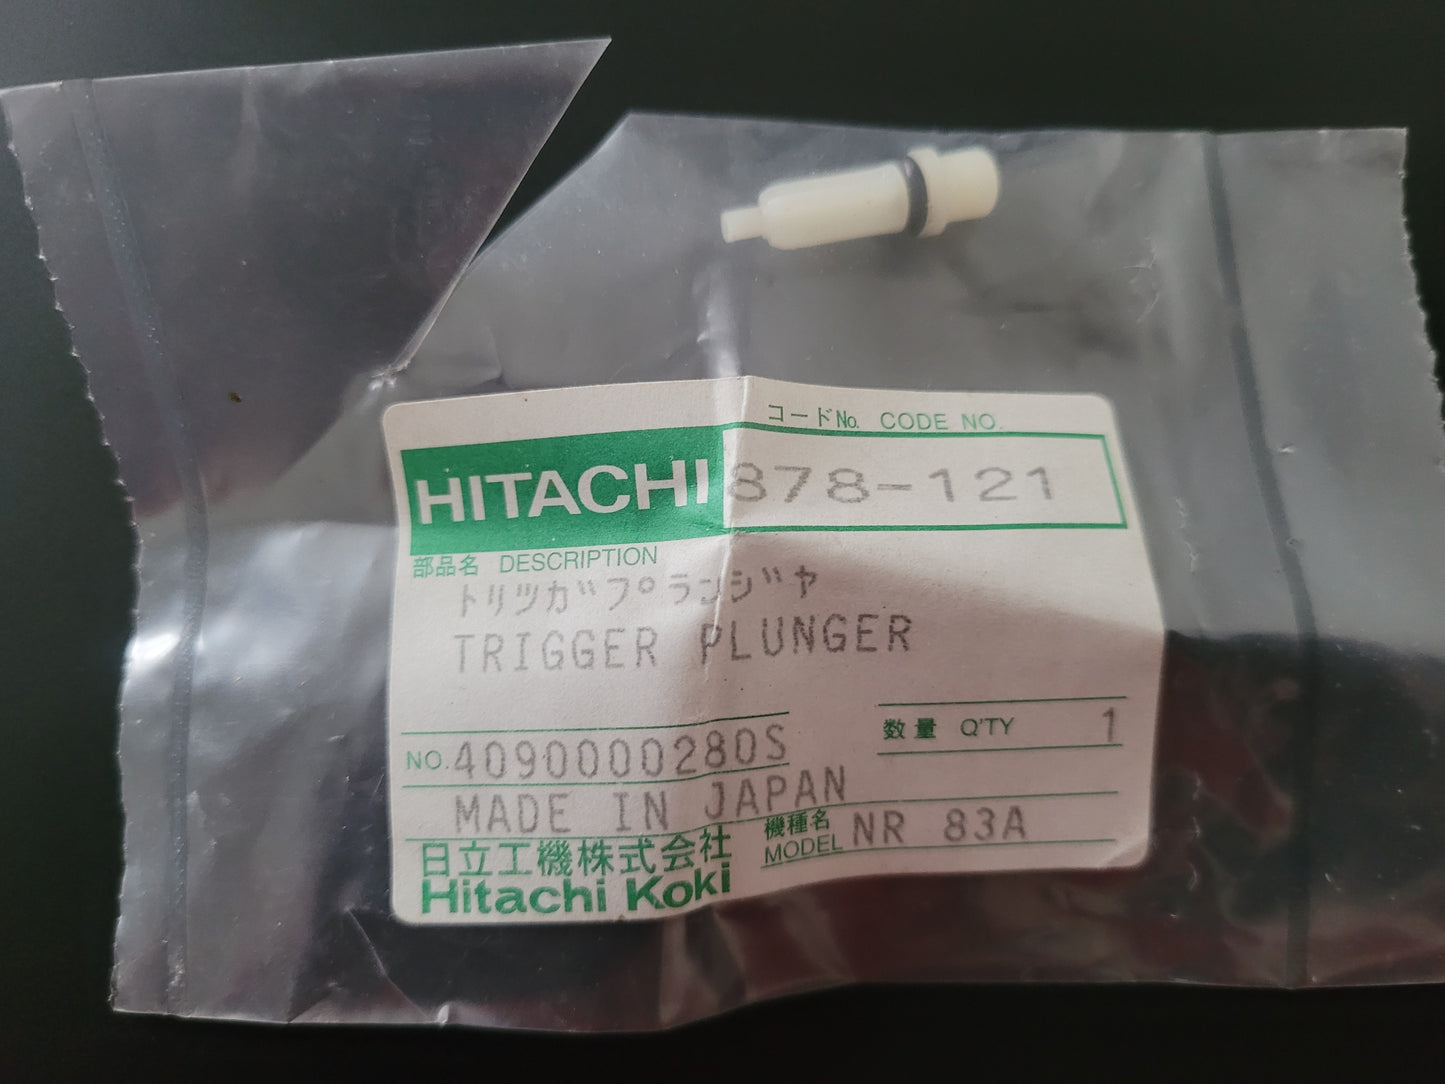 コードNo. CODE NO.
HITACHI 878-121
部品名 DESCRIPTION
トリツガプランジヤ
TRIGGER PLUNGER
数量 Q'TY 1
NO. 4090000280S
MADE IN JAPAN
機種名
MODEL NR 83A
日立工機株式会社
Hitachi Koki